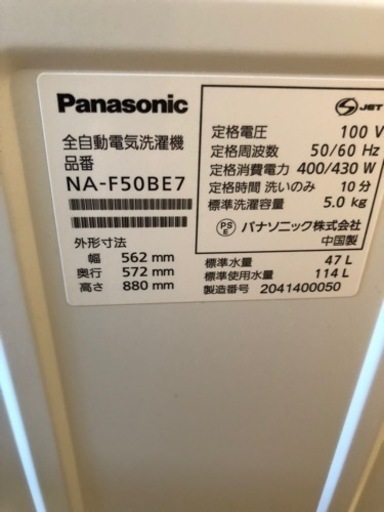 Panasonic
全自動電気洗濯機
品番
NA-F50BE7
外形寸法
幅 562 mm
奥行 572 mm
高さ 880 mm
S JET
定格電圧 100 V
定格周波数 50/60 Hz
定格消費電力 400/430 W
定格時間 洗いのみ 10分
標準洗濯容量 5.0 kg
PS E パナソニック株式会社
中国製
標準水量 47 L
標準使用水量 114 L
製造番号 2041400050